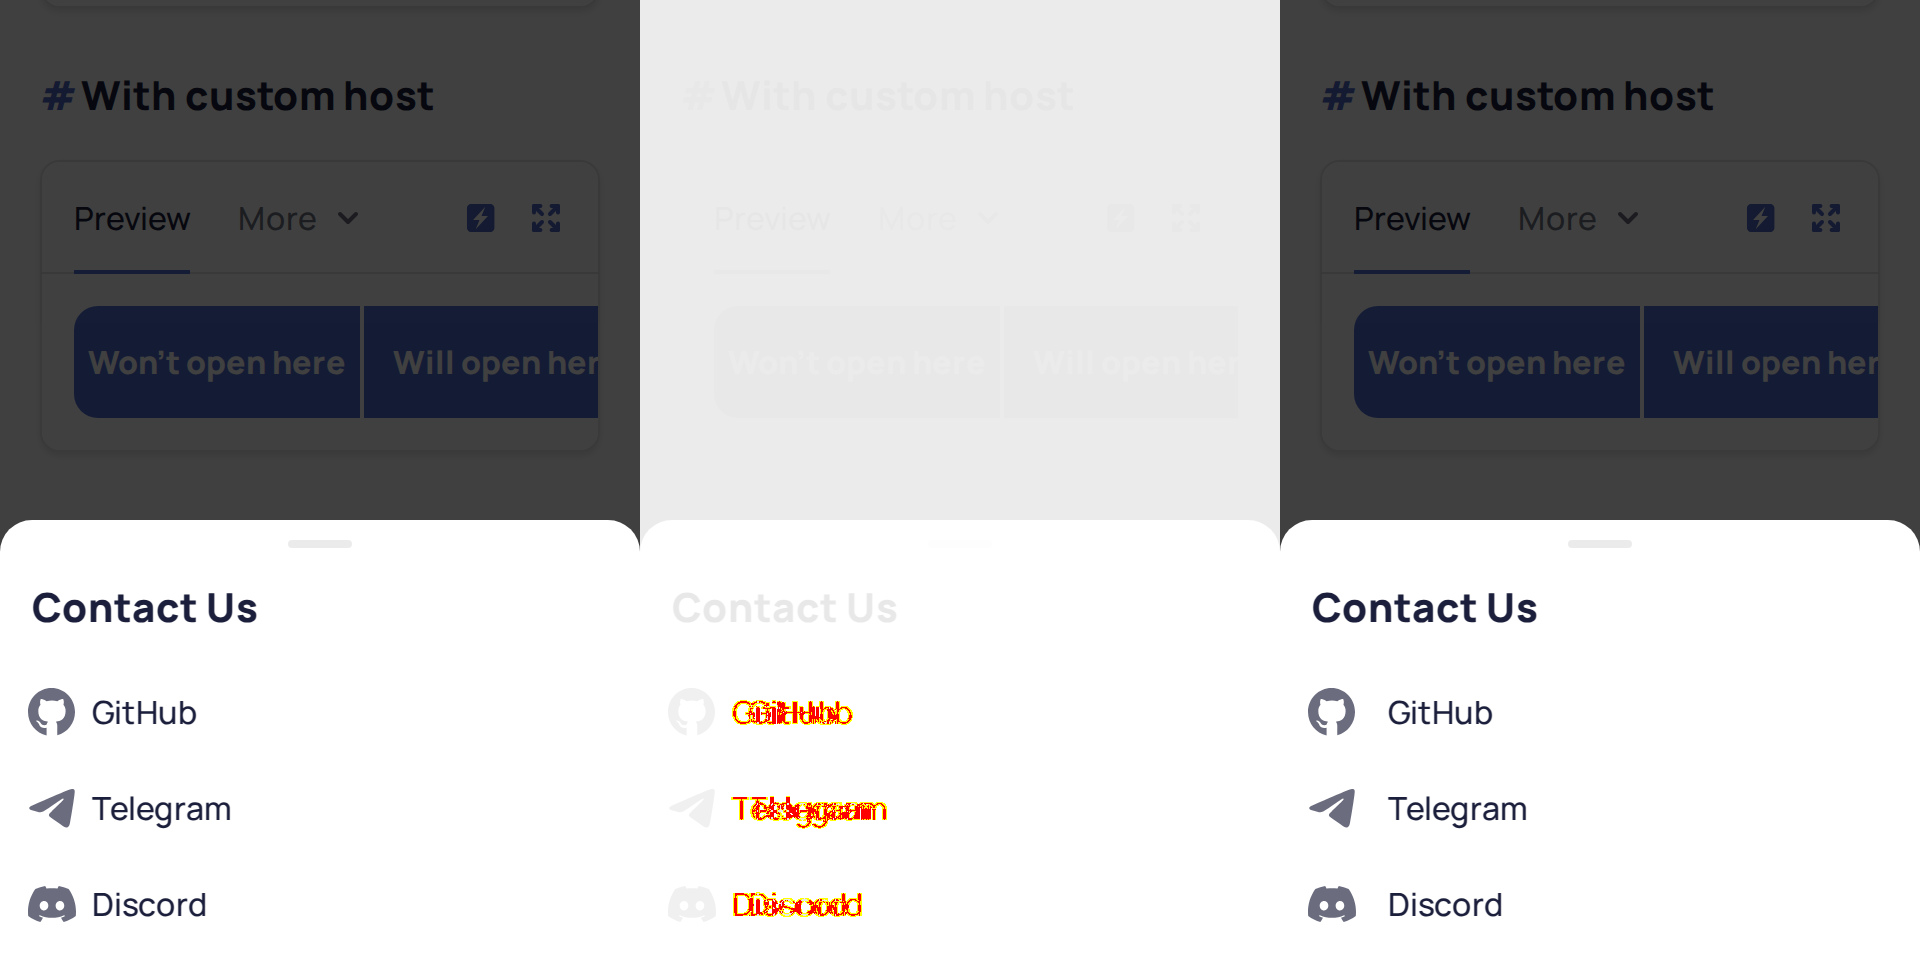 # With custom host
Preview More
Won't open here Will open her
Contact Us
GitHub
Telegram
Discord
# With custom host
Preview More
Won't open here Will open her
Contact Us
GitHub
Telegram
Discord
# With custom host
Preview More
Won't open here Will open her
Contact Us
GitHub
Telegram
Discord